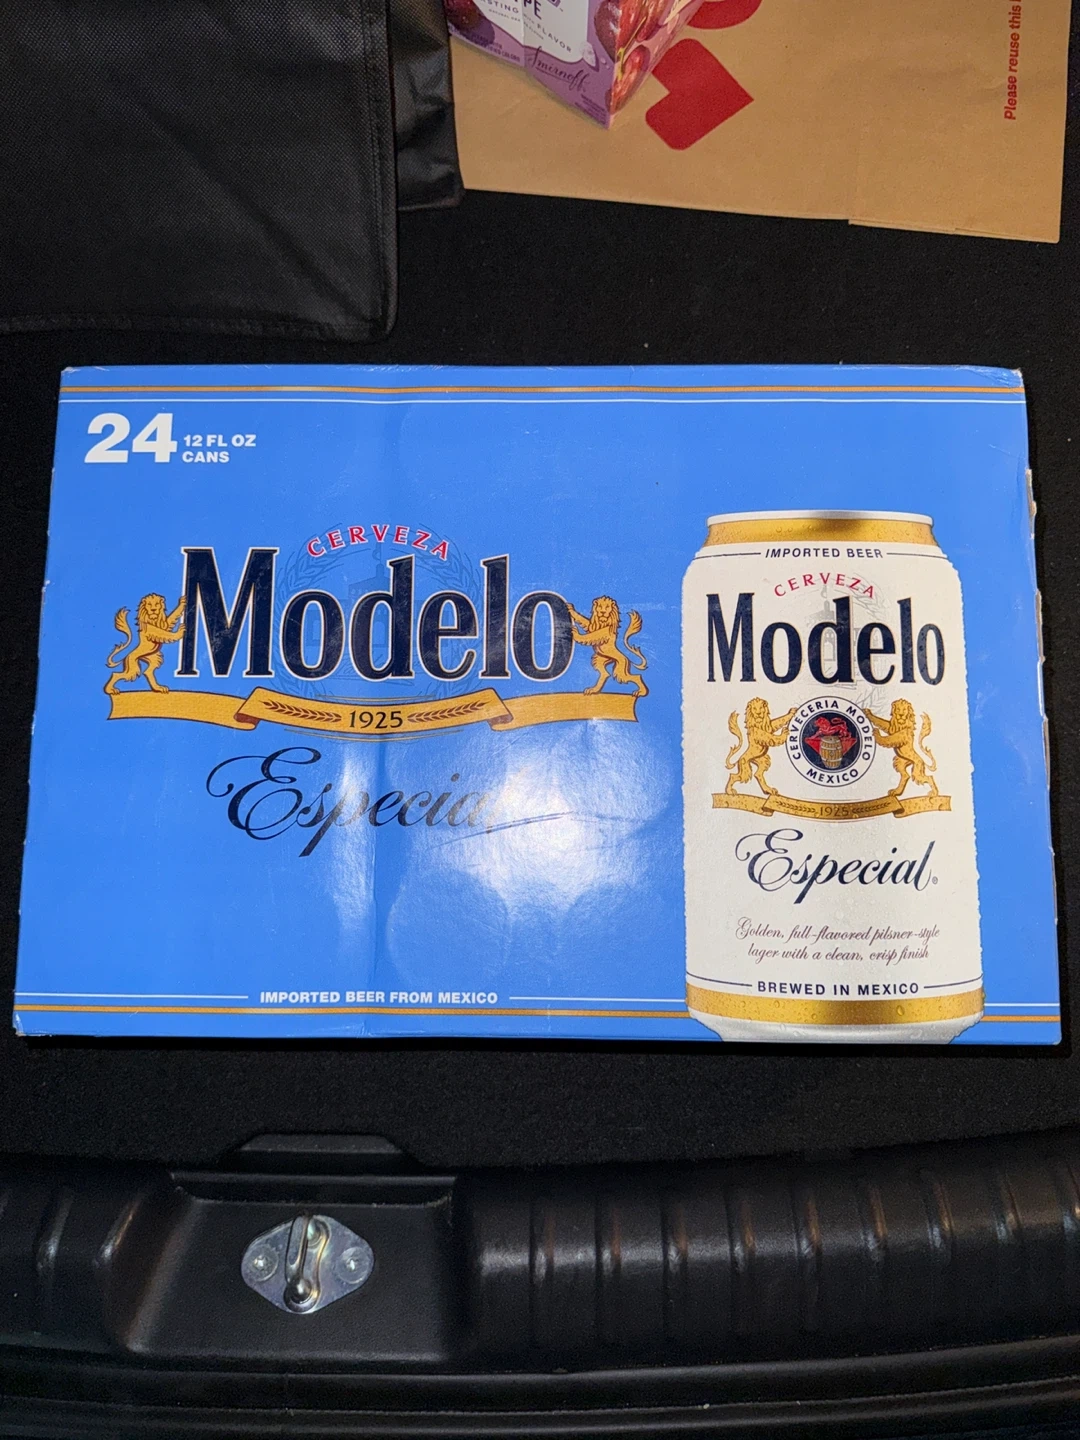 STING
FLAVOR
Smirnoff
Please reuse this
24
12 FL OZ
CANS
CERVEZA
Modelo
1925
Especial
IMPORTED BEER FROM MEXICO
IMPORTED BEER
CERVEZA
Modelo
CERVECERIA MODELO
MEXICO
1925
Especial®
Golden, full-flavored pilsner-style
lager with a clean, crisp finish
BREWED IN MEXICO